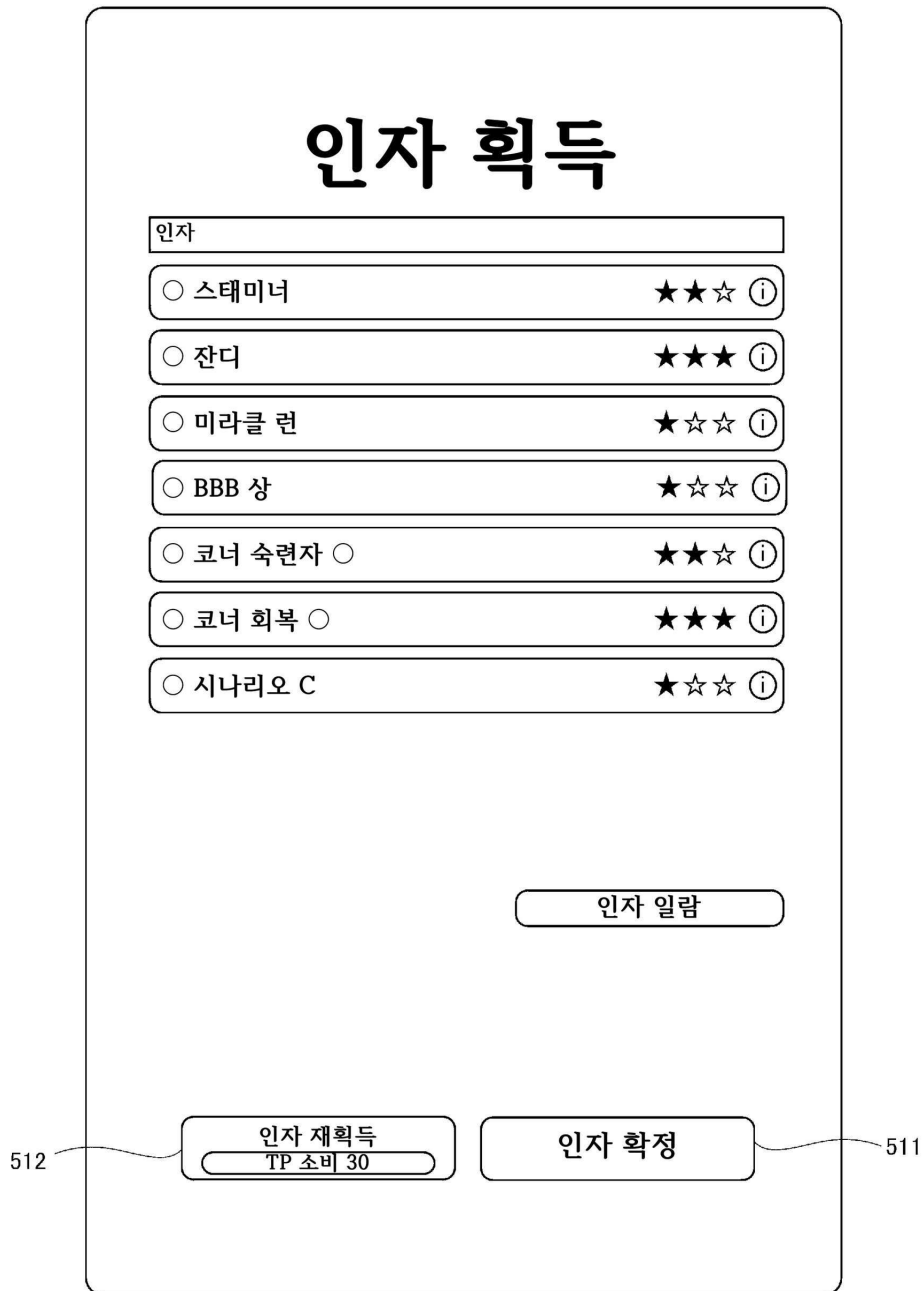 인자 획득
인자
○ 스태미너 ★★☆ ⓘ
○ 잔디 ★★★ ⓘ
○ 미라클 런 ★☆☆ ⓘ
○ BBB 상 ★☆☆ ⓘ
○ 코너 숙련자 ○ ★★☆ ⓘ
○ 코너 회복 ○ ★★★ ⓘ
○ 시나리오 C ★☆☆ ⓘ
인자 일람
인자 재획득
TP 소비 30
인자 확정
512
511